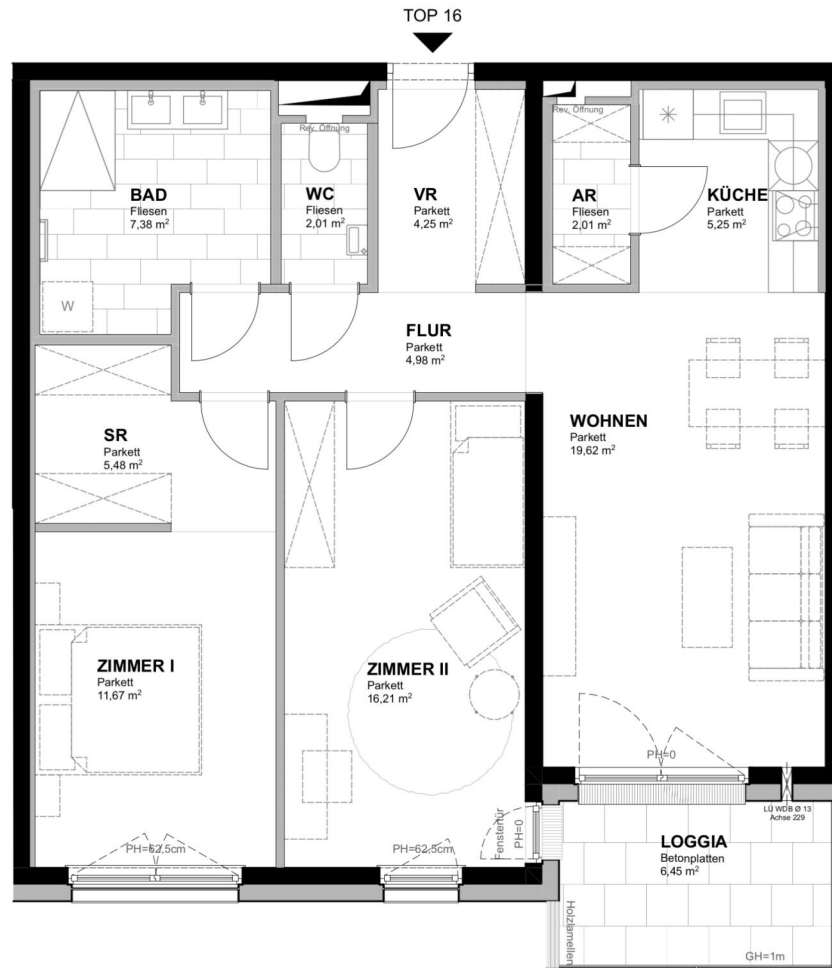 TOP 16
Rev. Öffnung
Rev. Öffnung
BAD
Fliesen
7,38 m²
WC
Fliesen
2,01 m²
VR
Parkett
4,25 m²
AR
Fliesen
2,01 m²
KÜCHE
Parkett
5,25 m²
W
FLUR
Parkett
4,98 m²
SR
Parkett
5,48 m²
WOHNEN
Parkett
19,62 m²
ZIMMER I
Parkett
11,67 m²
ZIMMER II
Parkett
16,21 m²
PH=0
LÜ WDB Ø 13
Achse 229
Fenstertür
PH=0
PH=62,5cm
PH=62,5cm
LOGGIA
Betonplatten
6,45 m²
Holzlamellen
GH=1m